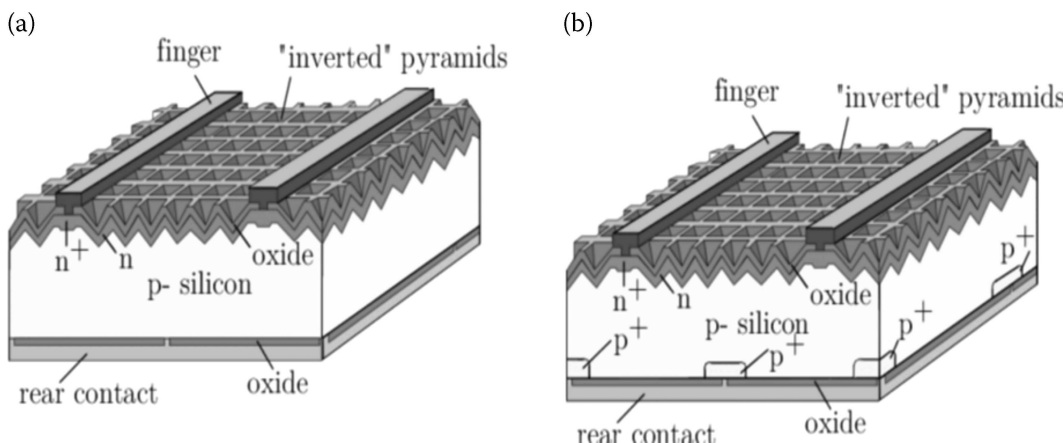 (a)
finger
"inverted" pyramids
n+
n
oxide
p- silicon
rear contact
oxide
(b)
finger
"inverted" pyramids
p+
n+
n
oxide
p+
p- silicon
p+
p+
rear contact
oxide